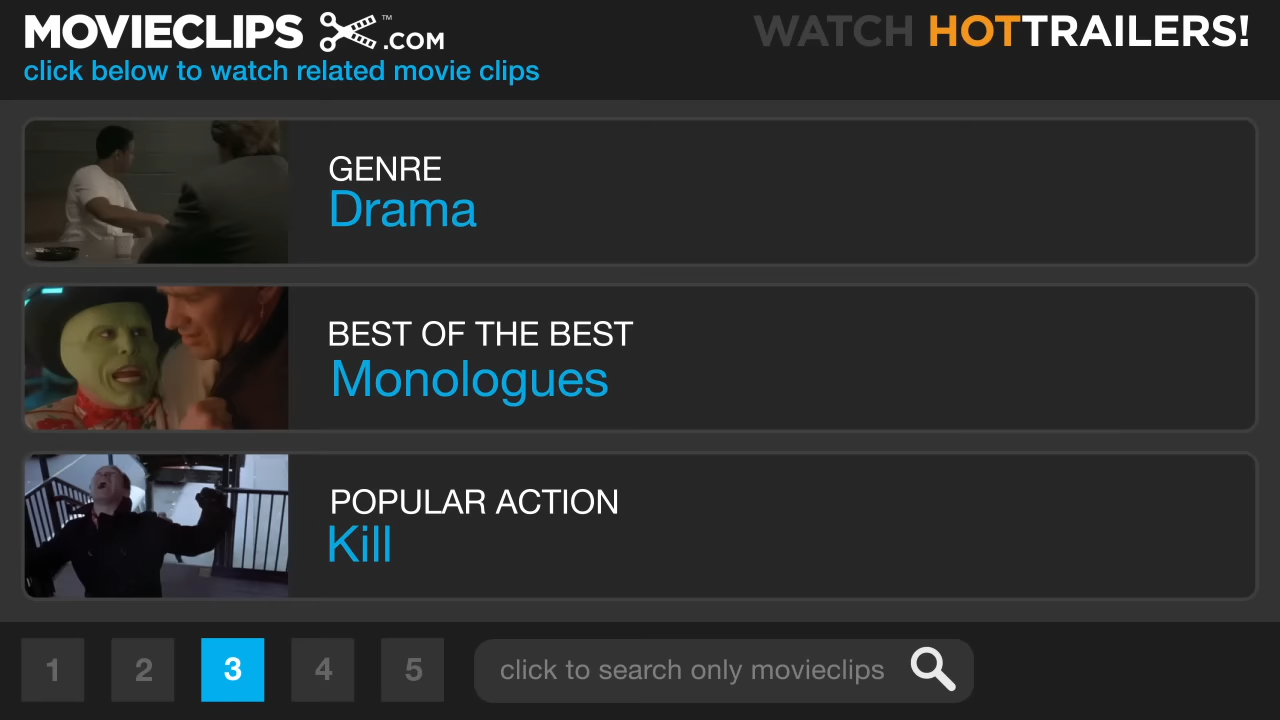 MOVIECLIPS ™ .COM
WATCH HOTTRAILERS!
click below to watch related movie clips
GENRE
Drama
BEST OF THE BEST
Monologues
POPULAR ACTION
Kill
1 2 3 4 5 click to search only movieclips